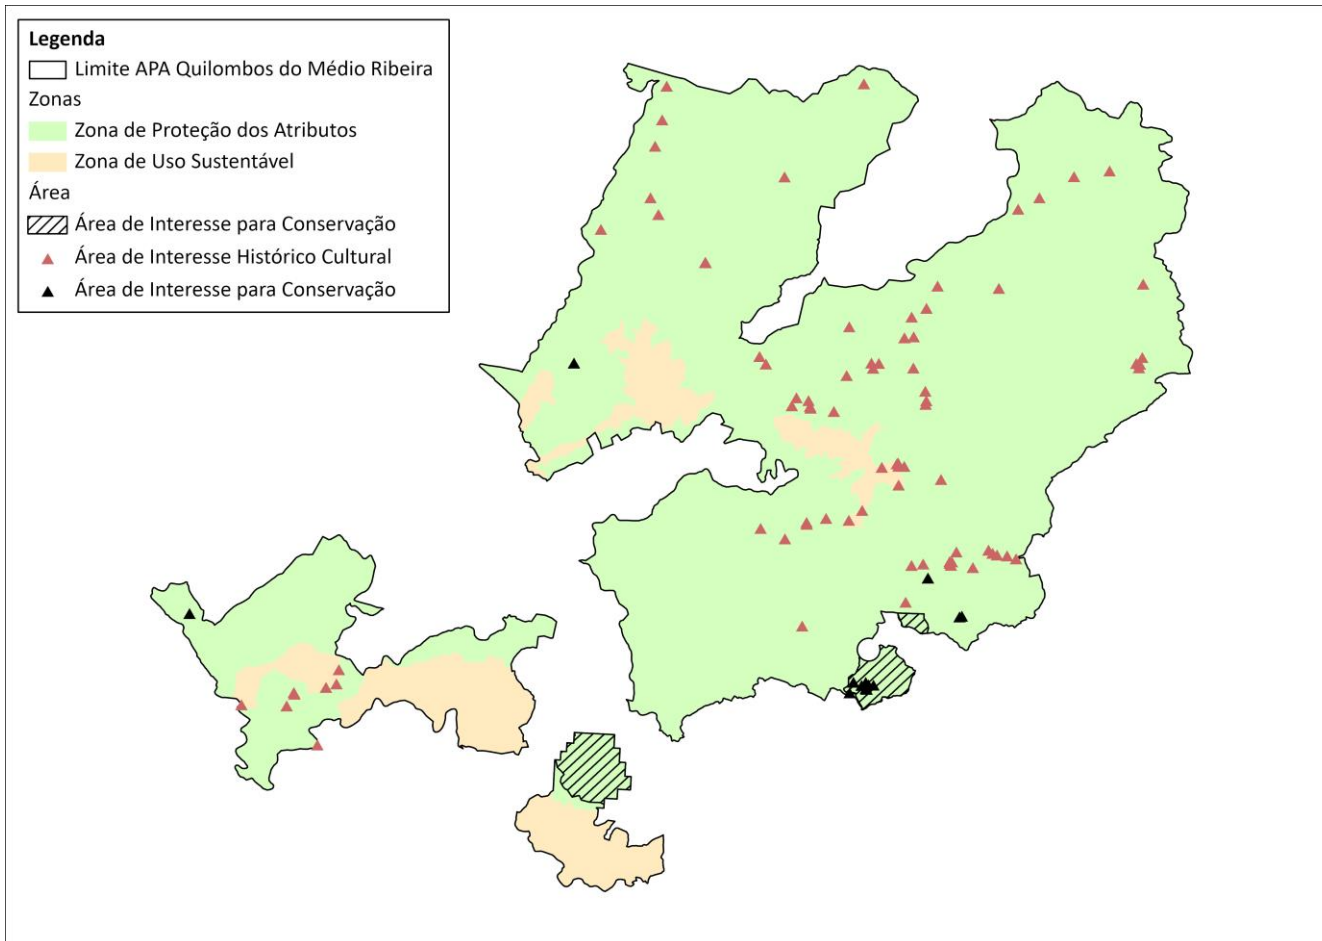 Legenda
Limite APA Quilombos do Médio Ribeira
Zonas
Zona de Proteção dos Atributos
Zona de Uso Sustentável
Área
Área de Interesse para Conservação
Área de Interesse Histórico Cultural
Área de Interesse para Conservação